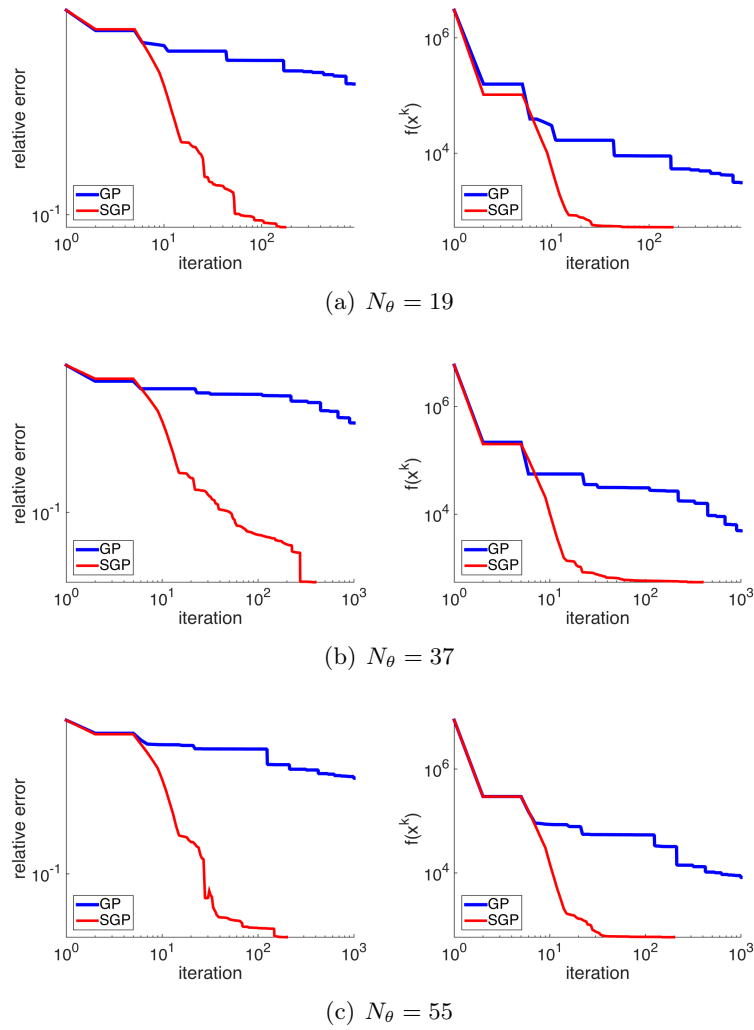 relative error
10^-1
GP
SGP
10^0
10^1
10^2
iteration
f(x^k)
10^6
10^4
GP
SGP
10^0
10^1
10^2
iteration
(a) N_θ = 19
relative error
10^-1
GP
SGP
10^0
10^1
10^2
10^3
iteration
f(x^k)
10^6
10^4
GP
SGP
10^0
10^1
10^2
10^3
iteration
(b) N_θ = 37
relative error
10^-1
GP
SGP
10^0
10^1
10^2
10^3
iteration
f(x^k)
10^6
10^4
GP
SGP
10^0
10^1
10^2
10^3
iteration
(c) N_θ = 55